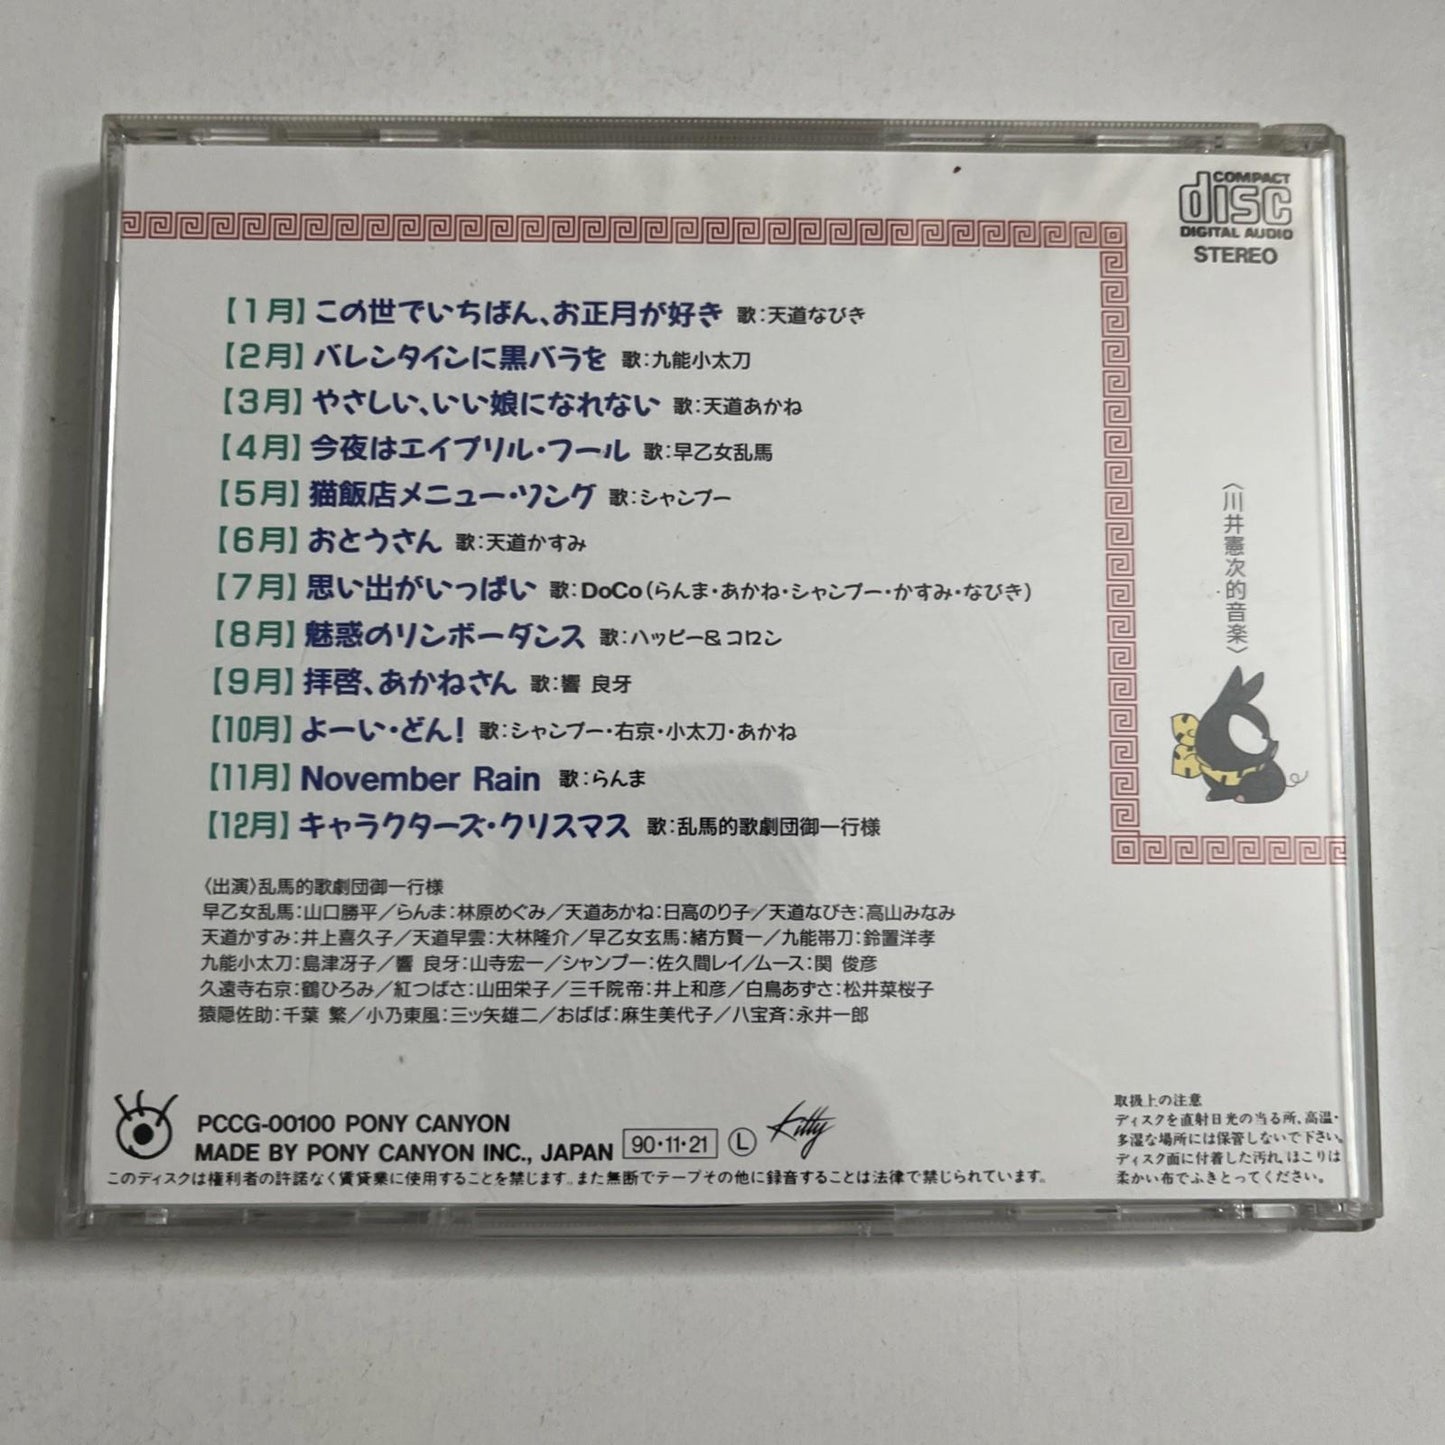 COMPACT
disc
DIGITAL AUDIO
STEREO
【1月】この世でいちばん、お正月が好き 歌：天道なびき
【2月】バレンタインに黒バラを 歌：九能小太刀
【3月】やさしい、いい娘になれない 歌：天道あかね
【4月】今夜はエイプリル・フール 歌：早乙女乱馬
【5月】猫飯店メニュー・ソング 歌：シャンプー
【6月】おとうさん 歌：天道かすみ
【7月】思い出がいっぱい 歌：DoCo（らんま・あかね・シャンプー・かすみ・なびき）
【8月】魅惑のリンボーダンス 歌：ハッピー＆コロン
【9月】拝啓、あかねさん 歌：響 良牙
【10月】よーい・どん！ 歌：シャンプー・右京・小太刀・あかね
【11月】November Rain 歌：らんま
【12月】キャラクターズ・クリスマス 歌：乱馬的歌劇団御一行様
〈川井憲次的音楽〉
〈出演〉乱馬的歌劇団御一行様
早乙女乱馬：山口勝平／らんま：林原めぐみ／天道あかね：日高のり子／天道なびき：高山みなみ
天道かすみ：井上喜久子／天道早雲：大林隆介／早乙女玄馬：緒方賢一／九能帯刀：鈴置洋孝
九能小太刀：島津冴子／響 良牙：山寺宏一／シャンプー：佐久間レイ／ムース：関 俊彦
久遠寺右京：鶴ひろみ／紅つばさ：山田栄子／三千院帝：井上和彦／白鳥あずさ：松井菜桜子
猿隠佐助：千葉 繁／小乃東風：三ッ矢雄二／おばば：麻生美代子／八宝斉：永井一郎
PCCG-00100 PONY CANYON
MADE BY PONY CANYON INC., JAPAN 90・11・21 Ⓛ Kitty
このディスクは権利者の許諾なく賃貸業に使用することを禁じます。また無断でテープその他に録音することは法律で禁じられています。
取扱上の注意
ディスクを直射日光の当る所、高温・
多湿な場所には保管しないで下さい。
ディスク面に付着した汚れ、ほこりは
柔かい布でふきとってください。